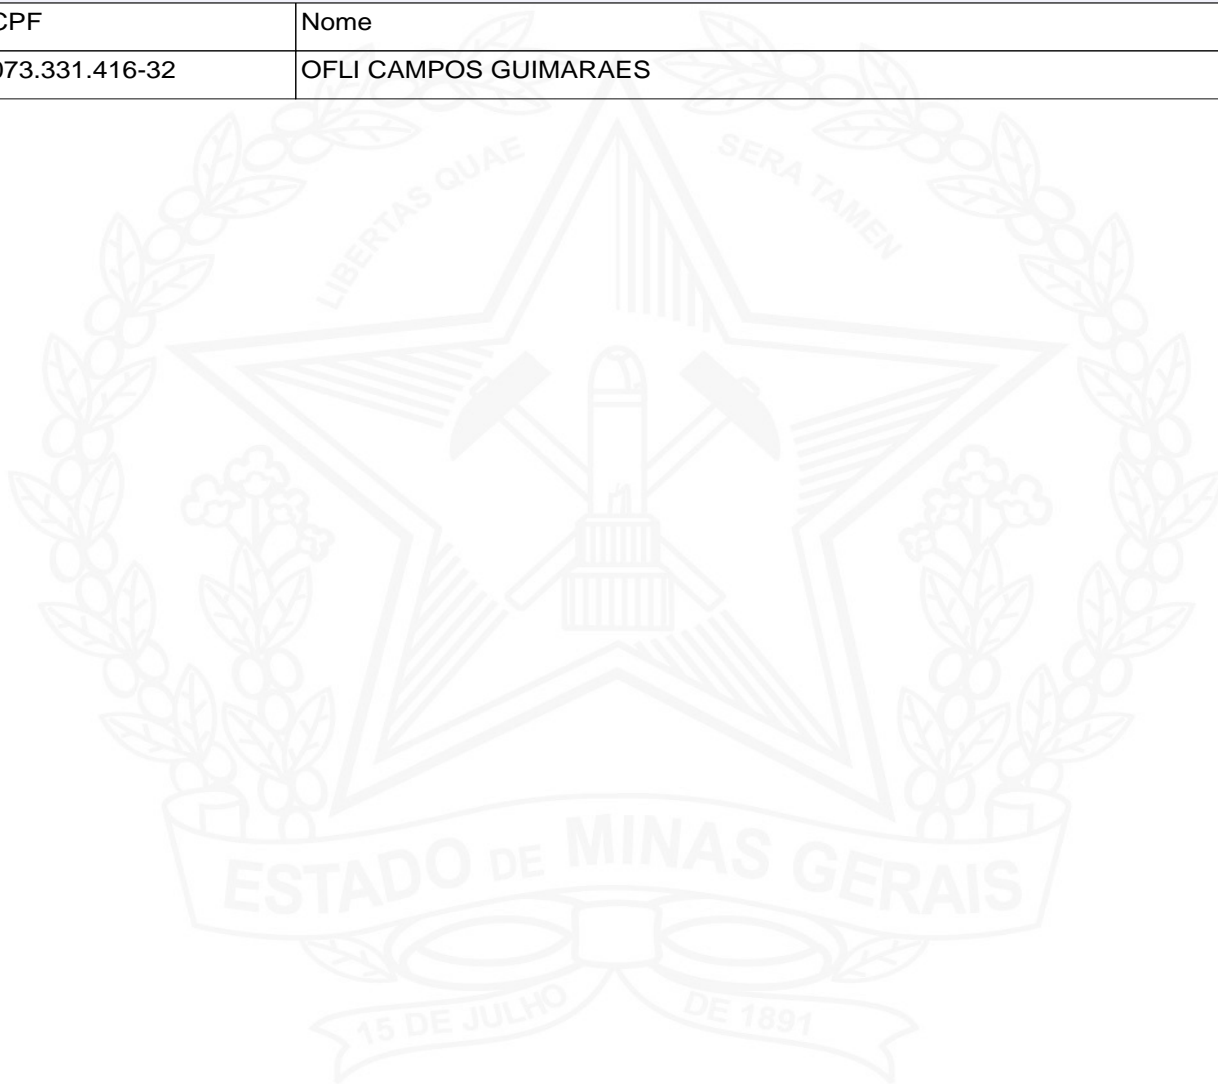 CPF Nome
073.331.416-32 OFLI CAMPOS GUIMARAES
LIBERTAS QUAE SERA TAMEN
ESTADO DE MINAS GERAIS
15 DE JULHO DE 1891